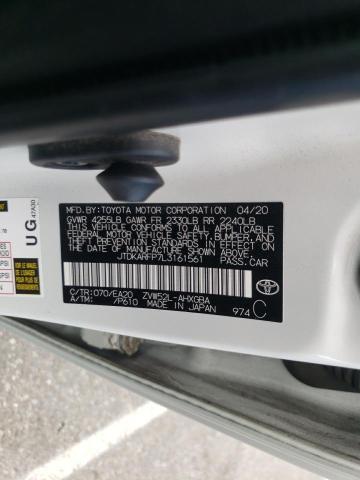 UG
47A30
MFD. BY: TOYOTA MOTOR CORPORATION 04/20
GVWR 4255LB GAWR FR 2330LB RR 2240LB
THIS VEHICLE CONFORMS TO ALL APPLICABLE
FEDERAL MOTOR VEHICLE SAFETY, BUMPER, AND
THEFT PREVENTION STANDARDS IN EFFECT ON
THE DATE OF MANUFACTURE SHOWN ABOVE.
JTDKARFP7L3161561 PASS. CAR
C/TR: 070/EA20 ZVW52L-AHXGBA
A/TM: /P610 MADE IN JAPAN 974 C